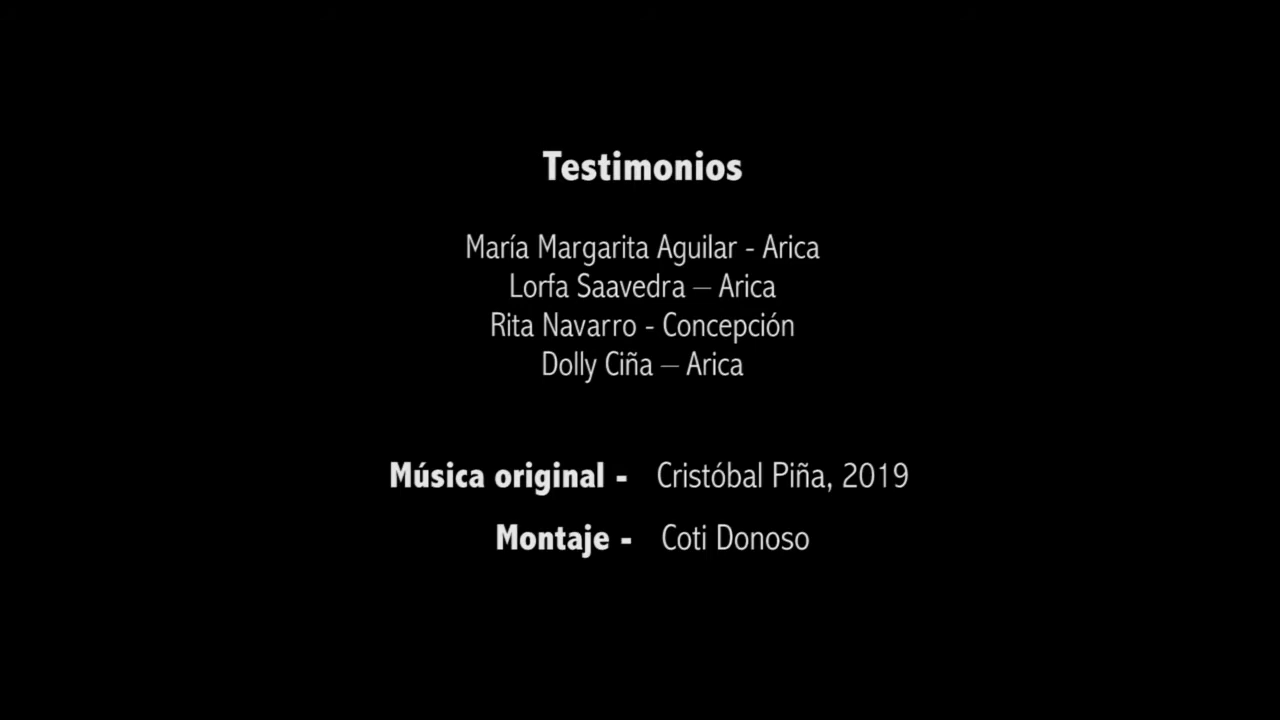 Testimonios
María Margarita Aguilar - Arica
Lorfa Saavedra – Arica
Rita Navarro - Concepción
Dolly Ciña – Arica
Música original - Cristóbal Piña, 2019
Montaje - Coti Donoso